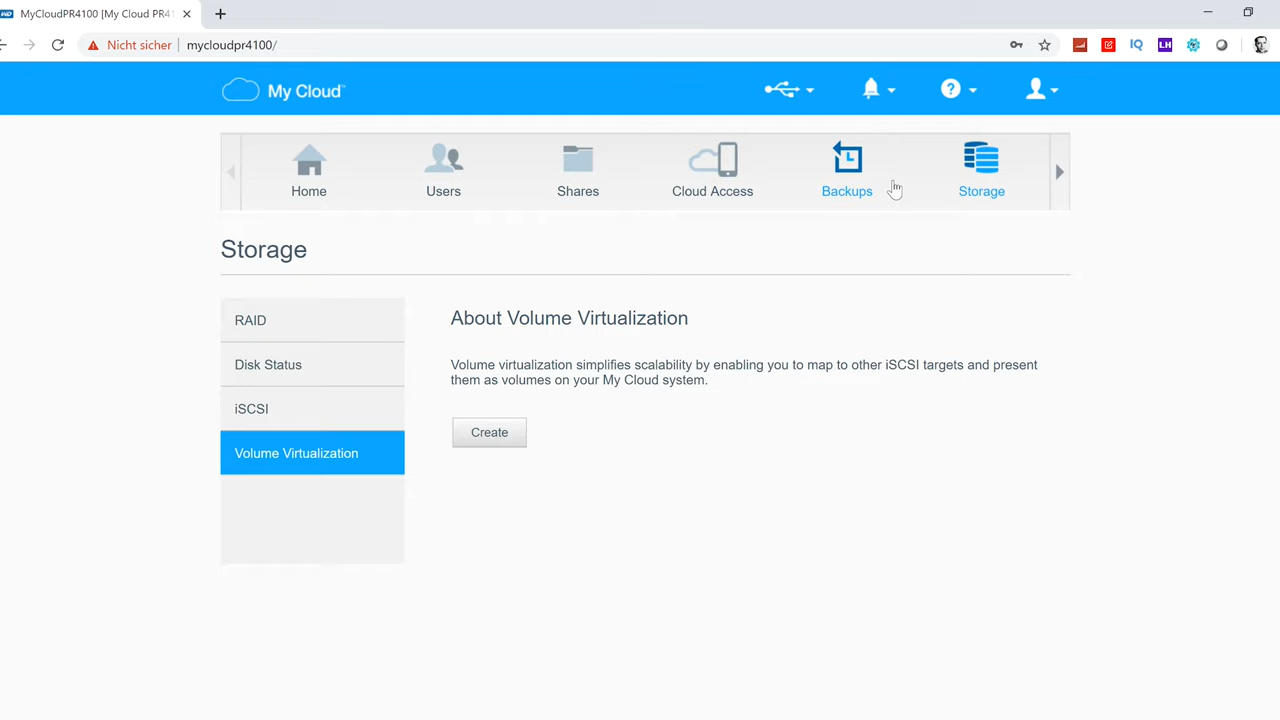 MyCloudPR4100 [My Cloud PR41
Nicht sicher mycloudpr4100/
IQ
LH
My Cloud™
Home
Users
Shares
Cloud Access
Backups
Storage
Storage
RAID
Disk Status
iSCSI
Volume Virtualization
About Volume Virtualization
Volume virtualization simplifies scalability by enabling you to map to other iSCSI targets and present
them as volumes on your My Cloud system.
Create